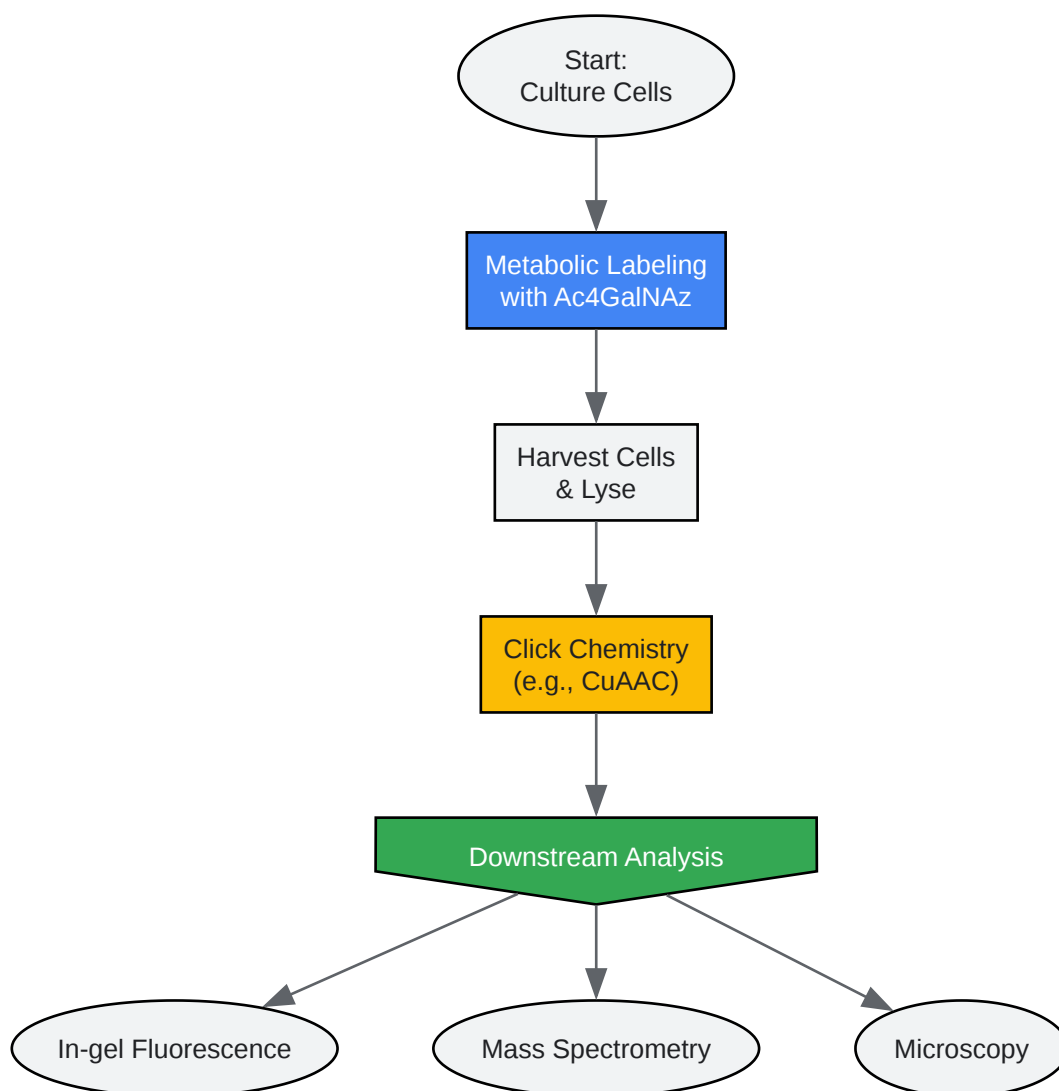 Start:
Culture Cells
Metabolic Labeling
with Ac4GalNAz
Harvest Cells
& Lyse
Click Chemistry
(e.g., CuAAC)
Downstream Analysis
In-gel Fluorescence
Mass Spectrometry
Microscopy